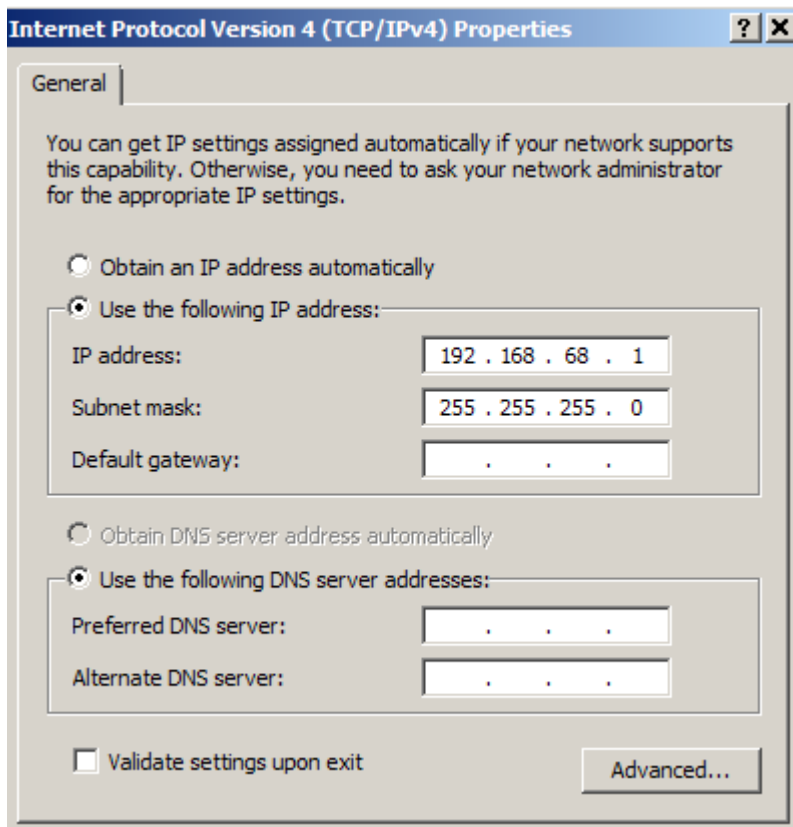 Internet Protocol Version 4 (TCP/IPv4) Properties
General
You can get IP settings assigned automatically if your network supports
this capability. Otherwise, you need to ask your network administrator
for the appropriate IP settings.
Obtain an IP address automatically
Use the following IP address:
IP address: 192 . 168 . 68 . 1
Subnet mask: 255 . 255 . 255 . 0
Default gateway: . . .
Obtain DNS server address automatically
Use the following DNS server addresses:
Preferred DNS server: . . .
Alternate DNS server: . . .
Validate settings upon exit
Advanced...